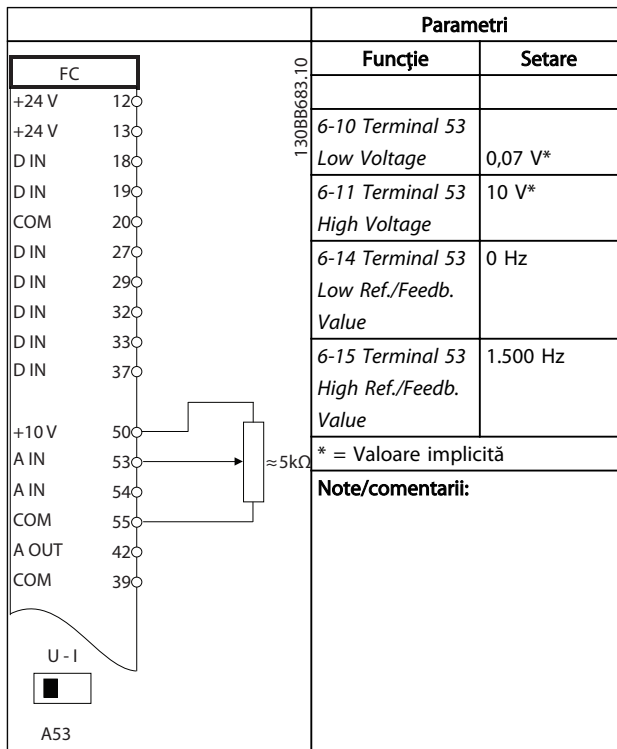 Parametri
Funcţie Setare
6-10 Terminal 53
Low Voltage 0,07 V*
6-11 Terminal 53 10 V*
High Voltage
6-14 Terminal 53 0 Hz
Low Ref./Feedb.
Value
6-15 Terminal 53 1.500 Hz
High Ref./Feedb.
Value
* = Valoare implicită
Note/comentarii:
FC
+24 V 12
+24 V 13
D IN 18
D IN 19
COM 20
D IN 27
D IN 29
D IN 32
D IN 33
D IN 37
+10 V 50
A IN 53
A IN 54
COM 55
A OUT 42
COM 39
≈5kΩ
U - I
A53
130BB683.10